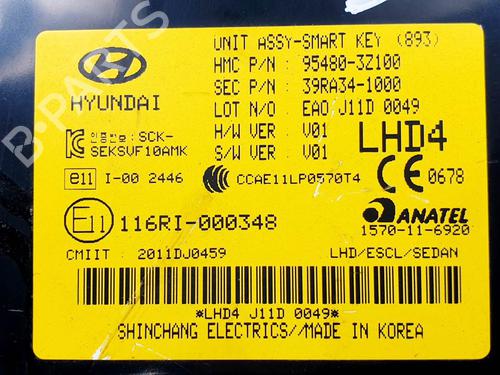 UNIT ASSY-SMART KEY (893)
HYUNDAI
HMC P/N : 95480-3Z100
SEC P/N : 39RA34-1000
LOT N/O : EAO J11D 0049
H/W VER : V01
S/W VER : V01
LHD4
인증번호: SCK-
SEKSVF10AMK
e11 I-00 2446
CCAE11LP0570T4
CE 0678
E11 116RI-000348
ANATEL
1570-11-6920
CMIIT : 2011DJ0459
LHD/ESCL/SEDAN
*LHD4 J11D 0049*
SHINCHANG ELECTRICS//MADE IN KOREA
B-PARTS